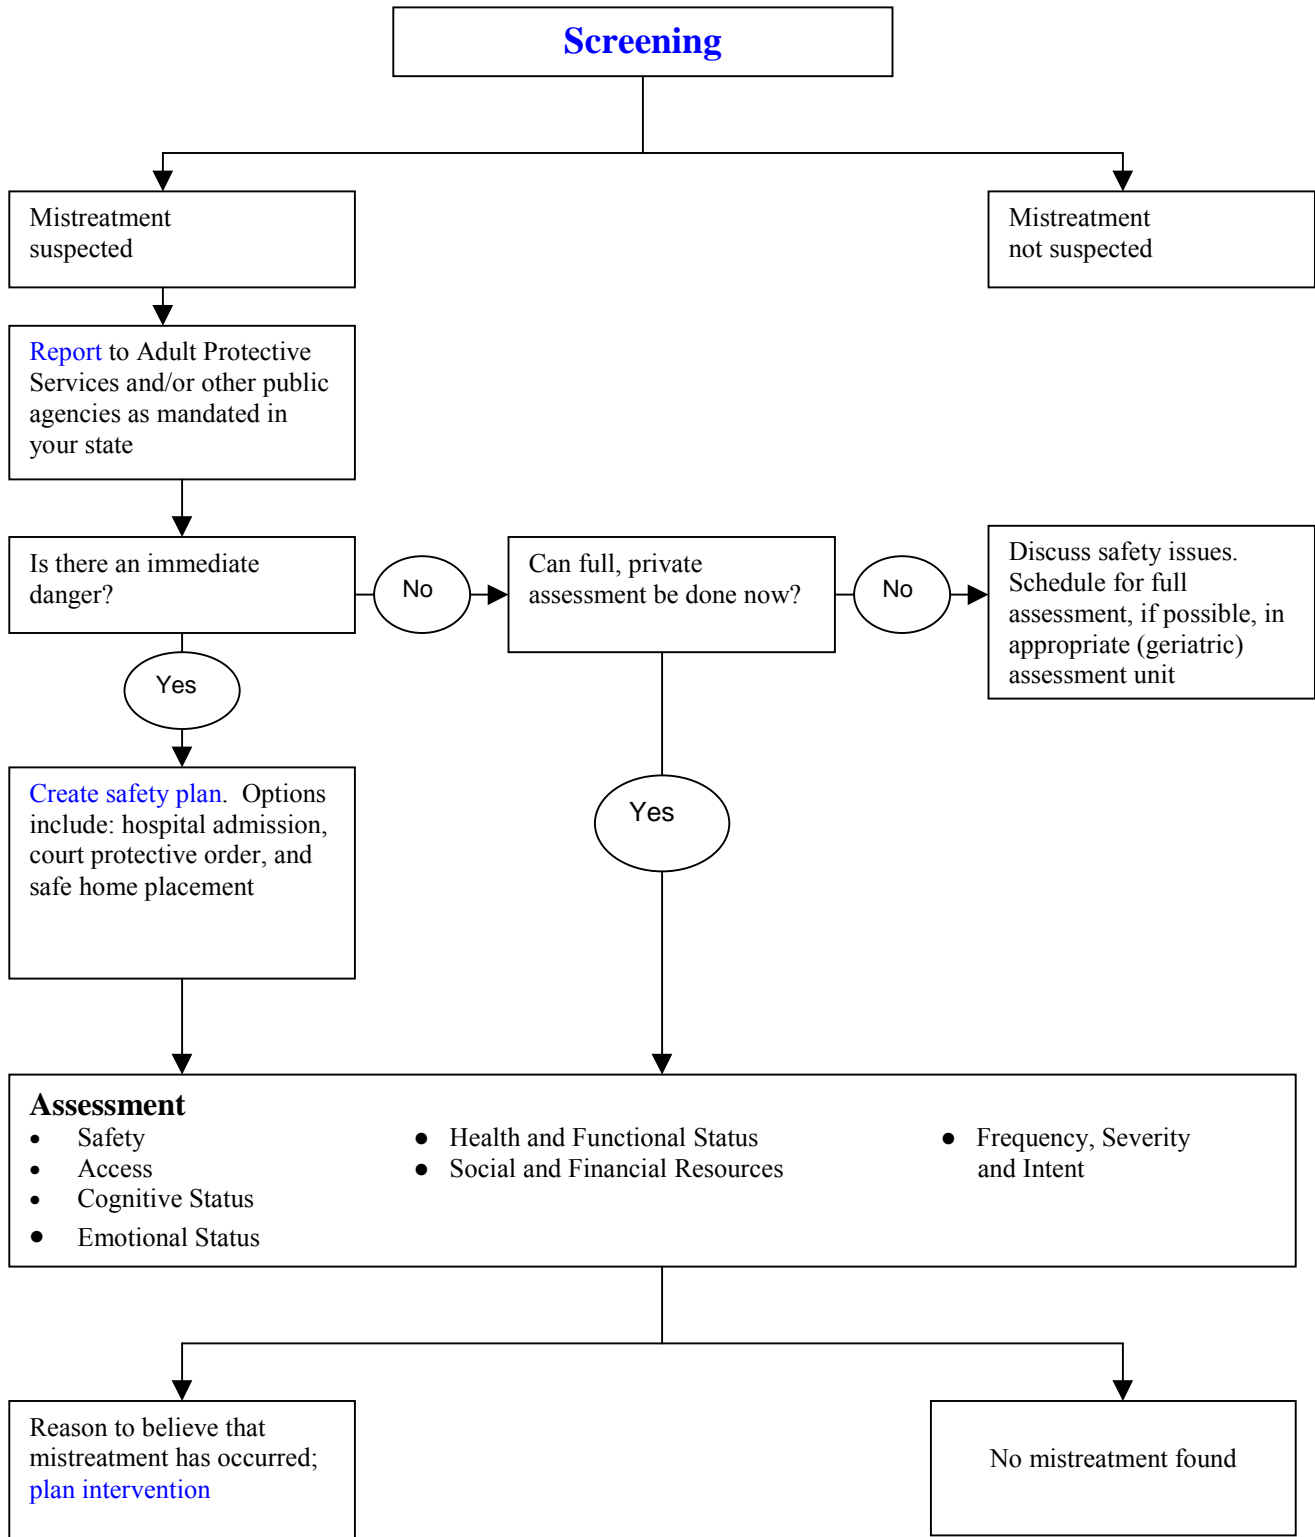 Screening
Mistreatment
suspected
Mistreatment
not suspected
Report to Adult Protective
Services and/or other public
agencies as mandated in
your state
Is there an immediate
danger?
No
Can full, private
assessment be done now?
No
Discuss safety issues.
Schedule for full
assessment, if possible, in
appropriate (geriatric)
assessment unit
Yes
Create safety plan.  Options
include: hospital admission,
court protective order, and
safe home placement
Yes
Assessment
• Safety
• Access
• Cognitive Status
• Emotional Status
• Health and Functional Status
• Social and Financial Resources
• Frequency, Severity
and Intent
Reason to believe that
mistreatment has occurred;
plan intervention
No mistreatment found